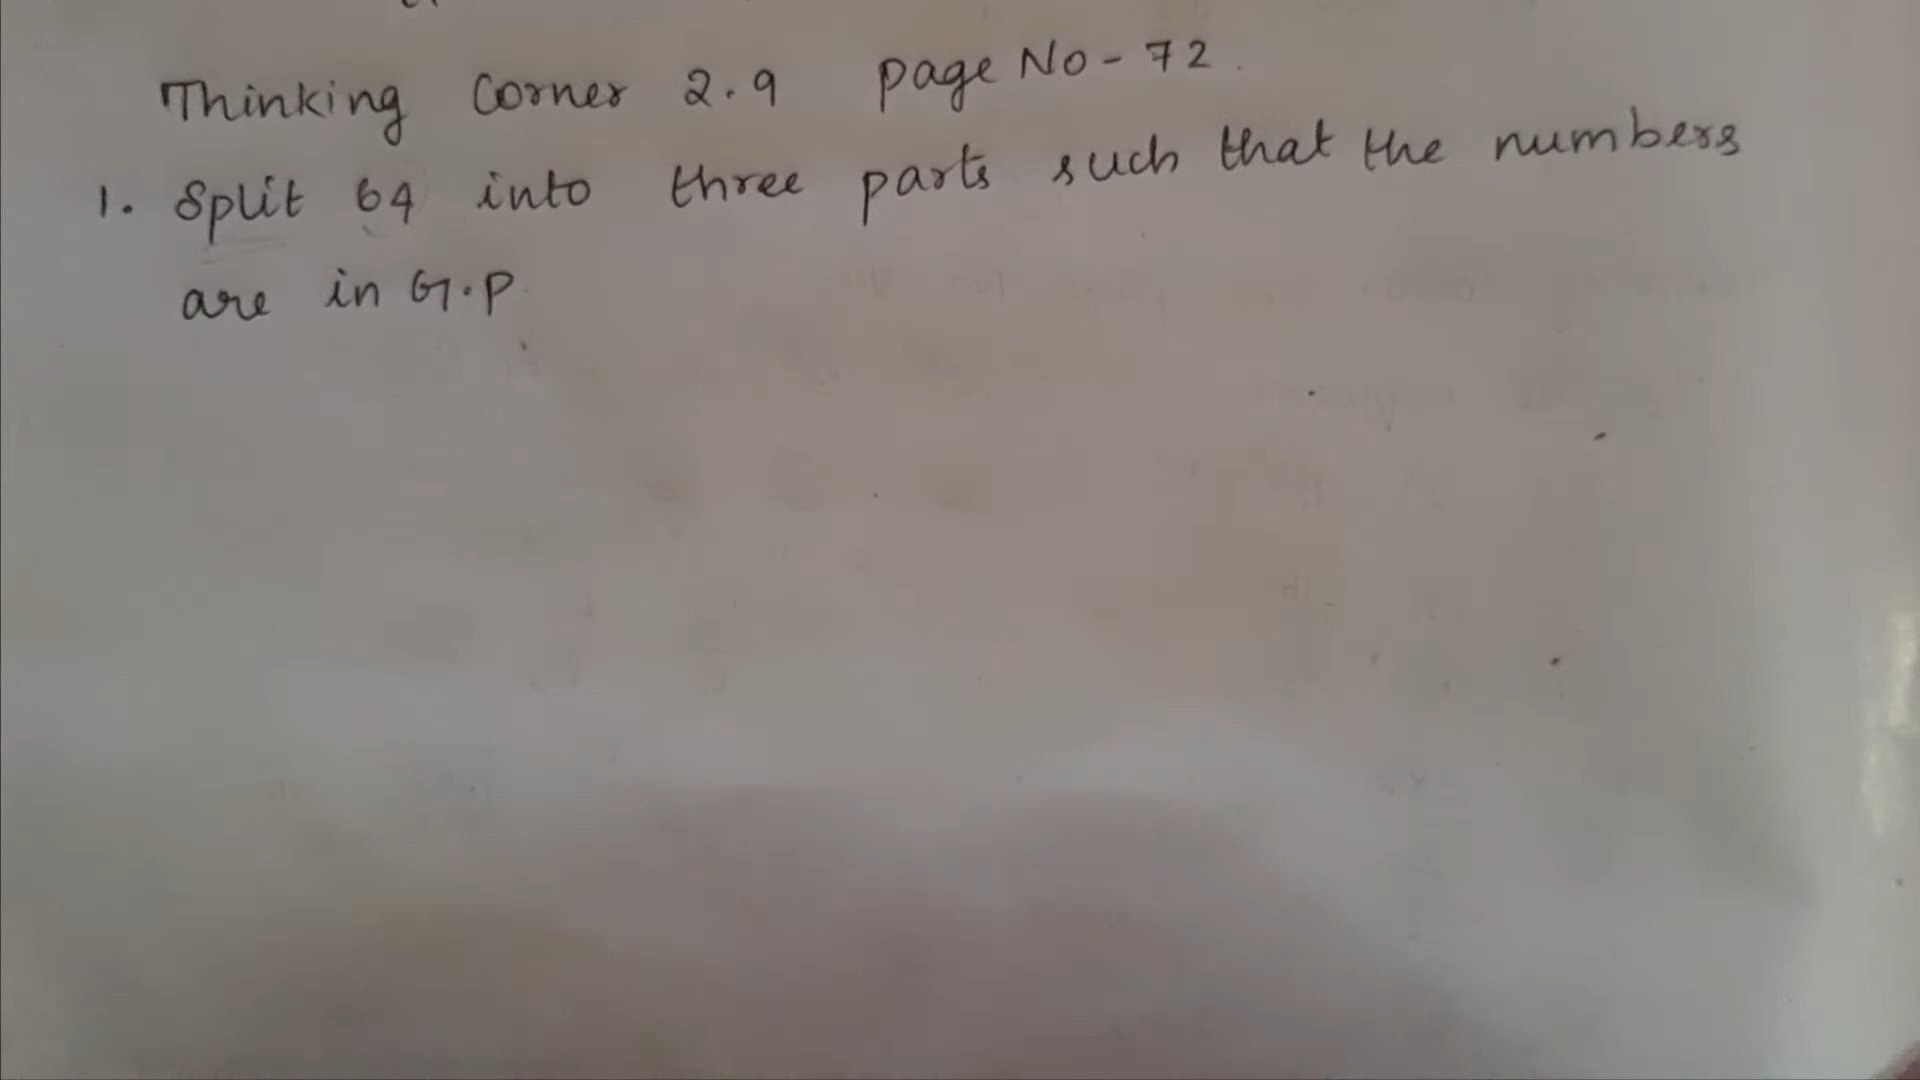 Thinking Corner 2.9 page No - 72.
1. Split 64 into three parts such that the numbers
are in G.P.